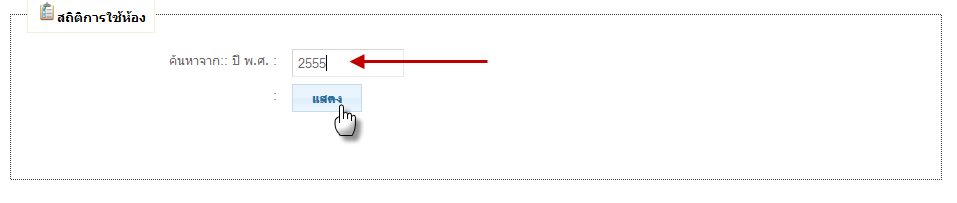 สถิติการใช้ห้อง
ค้นหาจาก:: ปี พ.ศ. : 2555
: แสดง